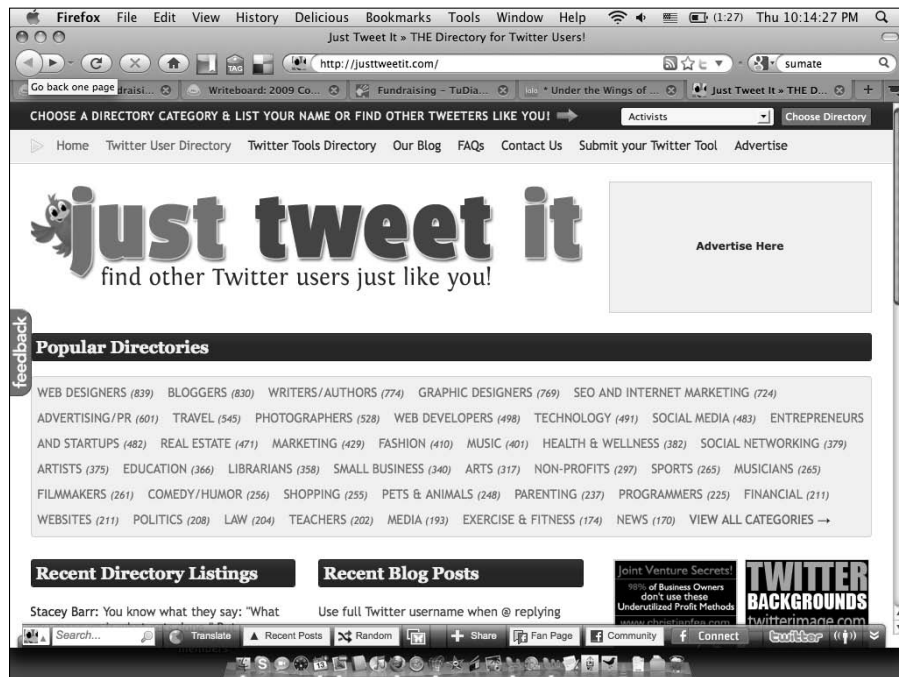 Firefox File Edit View History Delicious Bookmarks Tools Window Help (1:27) Thu 10:14:27 PM
Just Tweet It » THE Directory for Twitter Users!
TAG http://justtweetit.com/ sumate
Go back one page draisi... Writeboard: 2009 Co... Fundraising – TuDia... lala * Under the Wings of ... Just Tweet It » THE D...
CHOOSE A DIRECTORY CATEGORY & LIST YOUR NAME OR FIND OTHER TWEETERS LIKE YOU! Activists Choose Directory
Home Twitter User Directory Twitter Tools Directory Our Blog FAQs Contact Us Submit your Twitter Tool Advertise
just tweet it
find other Twitter users just like you!
Advertise Here
feedback
Popular Directories
WEB DESIGNERS (839) BLOGGERS (830) WRITERS/AUTHORS (774) GRAPHIC DESIGNERS (769) SEO AND INTERNET MARKETING (724)
ADVERTISING/PR (601) TRAVEL (545) PHOTOGRAPHERS (528) WEB DEVELOPERS (498) TECHNOLOGY (491) SOCIAL MEDIA (483) ENTREPRENEURS
AND STARTUPS (482) REAL ESTATE (471) MARKETING (429) FASHION (410) MUSIC (401) HEALTH & WELLNESS (382) SOCIAL NETWORKING (379)
ARTISTS (375) EDUCATION (366) LIBRARIANS (358) SMALL BUSINESS (340) ARTS (317) NON-PROFITS (297) SPORTS (265) MUSICIANS (265)
FILMMAKERS (261) COMEDY/HUMOR (256) SHOPPING (255) PETS & ANIMALS (248) PARENTING (237) PROGRAMMERS (225) FINANCIAL (211)
WEBSITES (211) POLITICS (208) LAW (204) TEACHERS (202) MEDIA (193) EXERCISE & FITNESS (174) NEWS (170) VIEW ALL CATEGORIES →
Recent Directory Listings
Stacey Barr: You know what they say: "What
Recent Blog Posts
Use full Twitter username when @ replying
Joint Venture Secrets!
98% of Business Owners
don't use these
Underutilized Profit Methods
www.christianfea.com
TWITTER
BACKGROUNDS
twitterimage.com
Search... Translate Recent Posts Random Share Fan Page Community Connect twitter